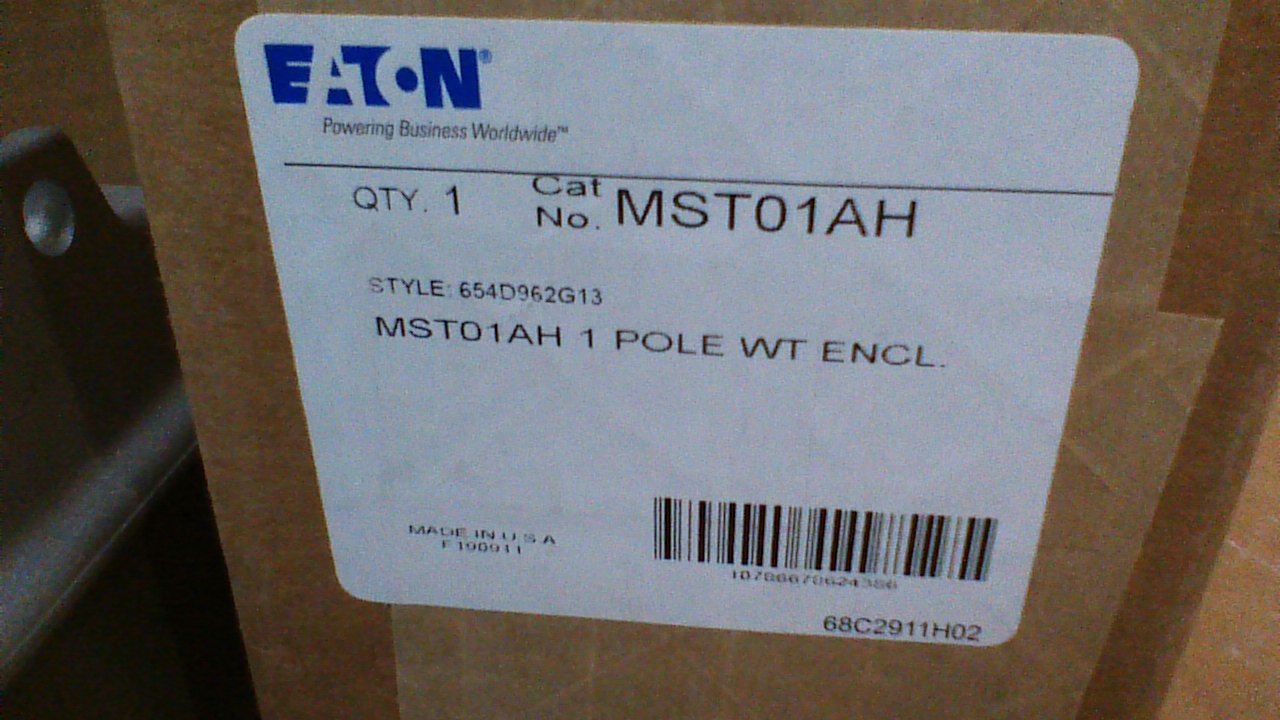 EATON®
Powering Business Worldwide™
QTY. 1 Cat No. MST01AH
STYLE: 654D962G13
MST01AH 1 POLE WT ENCL.
MADE IN U.S.A
F190911
68C2911H02